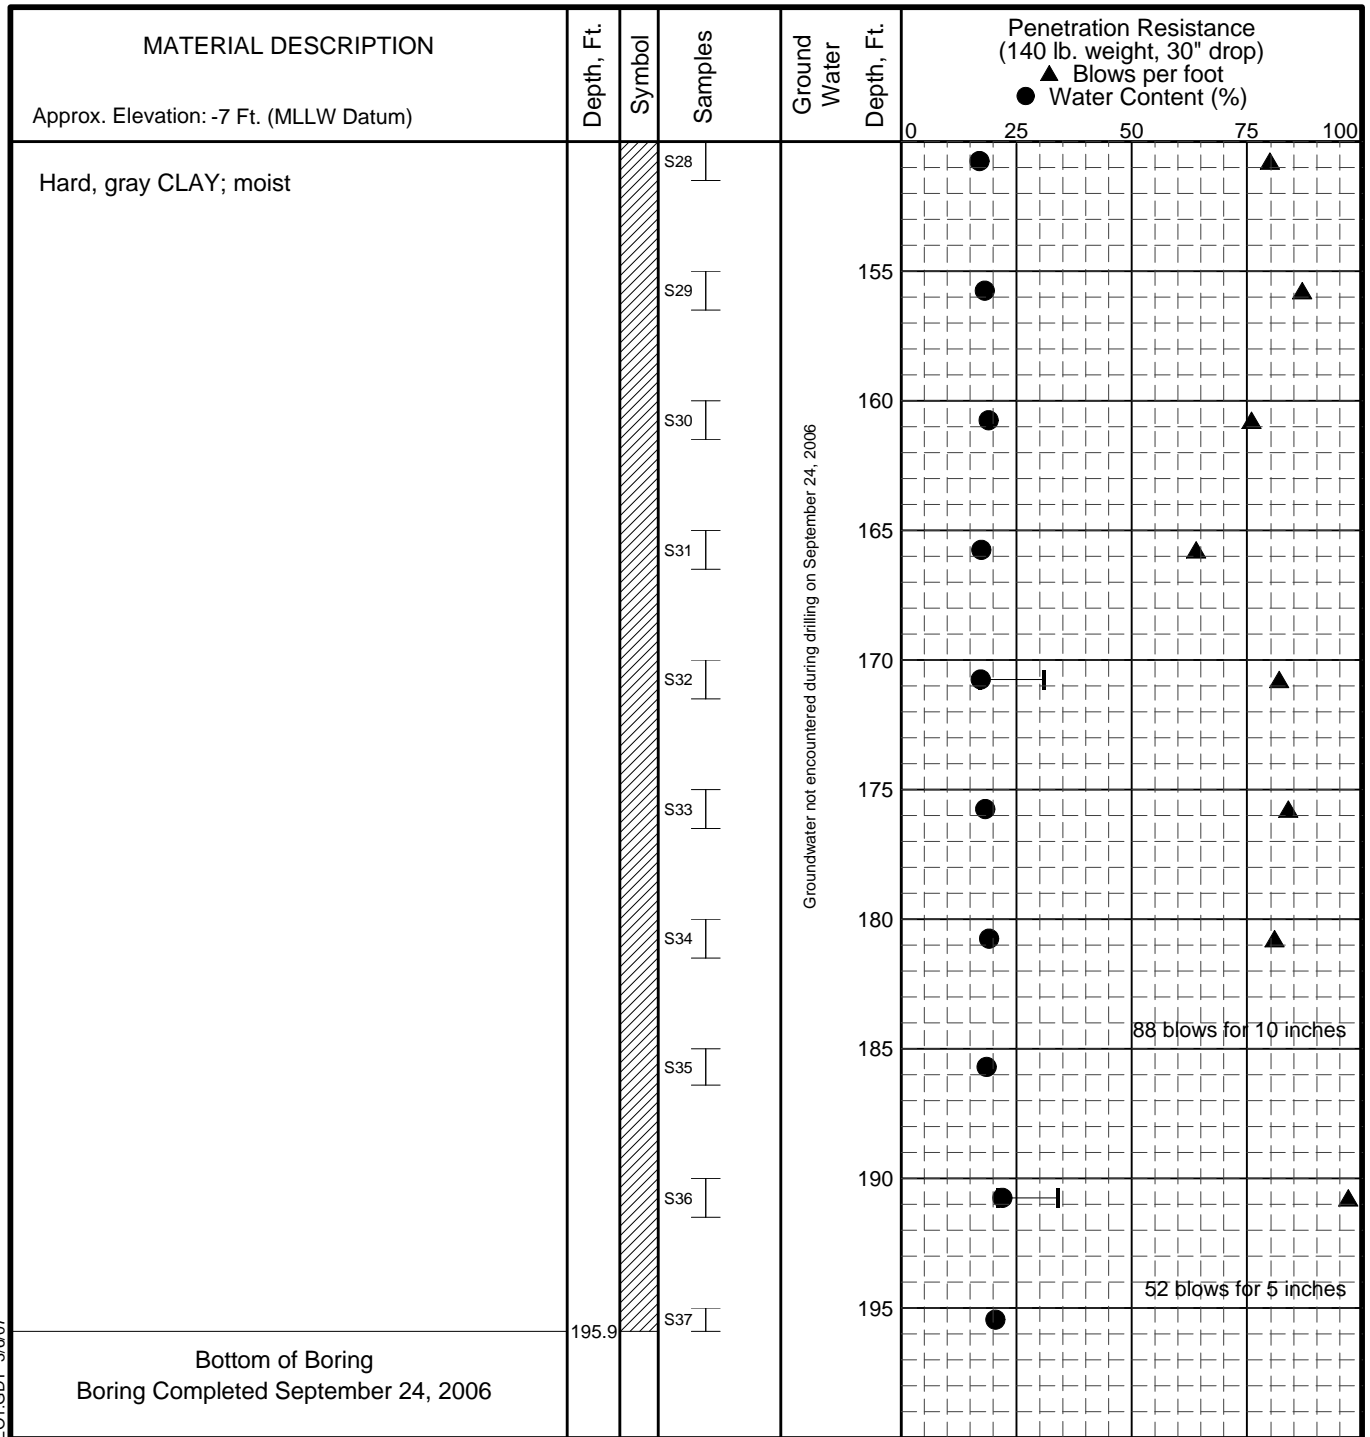 MATERIAL DESCRIPTION
Approx. Elevation: -7 Ft. (MLLW Datum)
Depth, Ft.
Symbol
Samples
Ground
Water
Depth, Ft.
Penetration Resistance
(140 lb. weight, 30" drop)
▲ Blows per foot
● Water Content (%)
0 25 50 75 100
Hard, gray CLAY; moist
S28
155
S29
160
S30
165
S31
170
S32
175
S33
180
S34
88 blows for 10 inches
185
S35
190
S36
52 blows for 5 inches
195
S37
195.9
Groundwater not encountered during drilling on September 24, 2006
Bottom of Boring
Boring Completed September 24, 2006